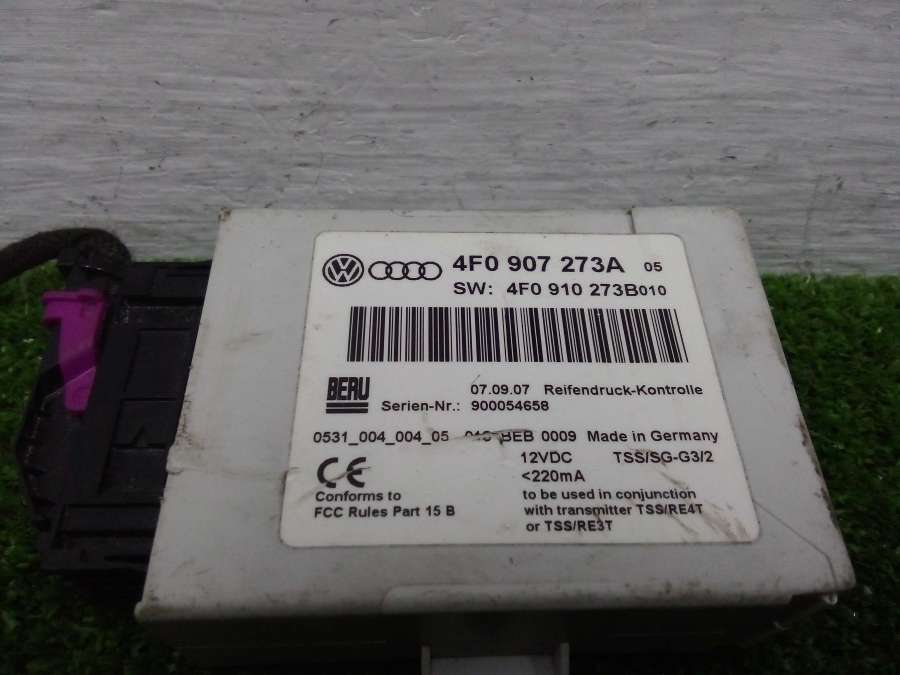 4F0 907 273A 05
SW: 4F0 910 273B010
BERU
07.09.07 Reifendruck-Kontrolle
Serien-Nr.: 900054658
0531_004_004_05 BEB 0009 Made in Germany
CE
12VDC TSS/SG-G3/2
<220mA
Conforms to
FCC Rules Part 15 B
to be used in conjunction
with transmitter TSS/RE4T
or TSS/RE3T